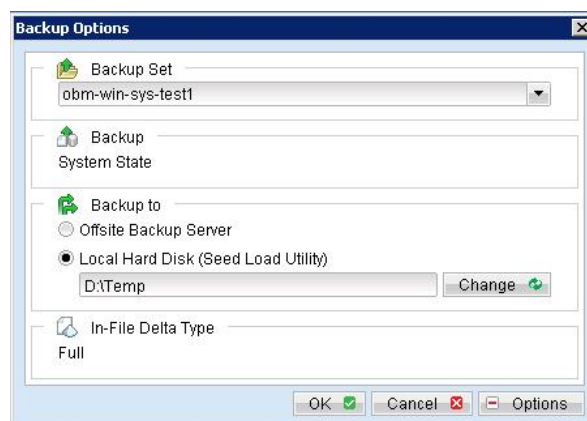 Backup Options
Backup Set
obm-win-sys-test1
Backup
System State
Backup to
Offsite Backup Server
Local Hard Disk (Seed Load Utility)
D:\Temp
Change
In-File Delta Type
Full
OK
Cancel
Options